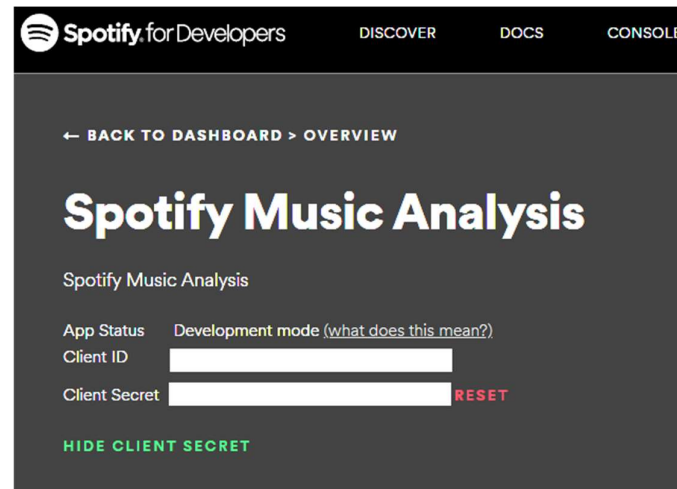 Spotify for Developers DISCOVER DOCS CONSOLE
← BACK TO DASHBOARD > OVERVIEW
Spotify Music Analysis
Spotify Music Analysis
App Status Development mode (what does this mean?)
Client ID
Client Secret RESET
HIDE CLIENT SECRET